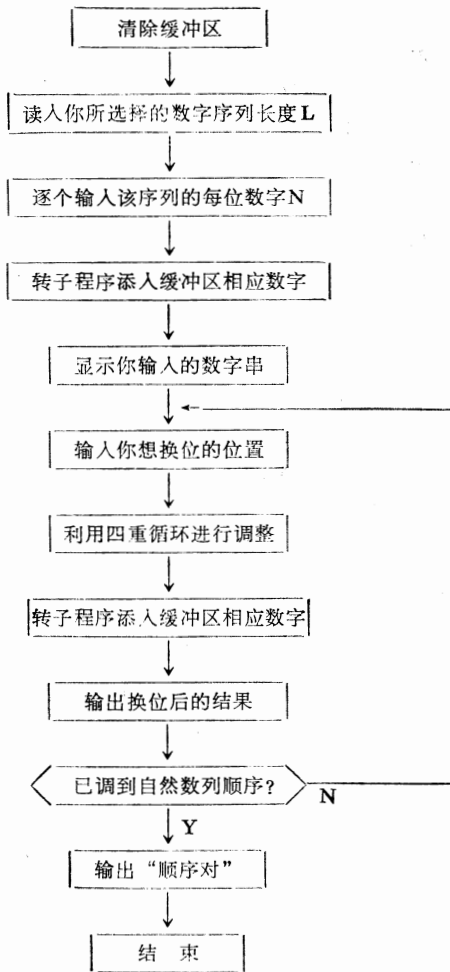 清除缓冲区
读入你所选择的数字序列长度L
逐个输入该序列的每位数字N
转子程序添入缓冲区相应数字
显示你输入的数字串
输入你想换位的位置
利用四重循环进行调整
转子程序添入缓冲区相应数字
输出换位后的结果
已调到自然数列顺序?
N
Y
输出“顺序对”
结 束